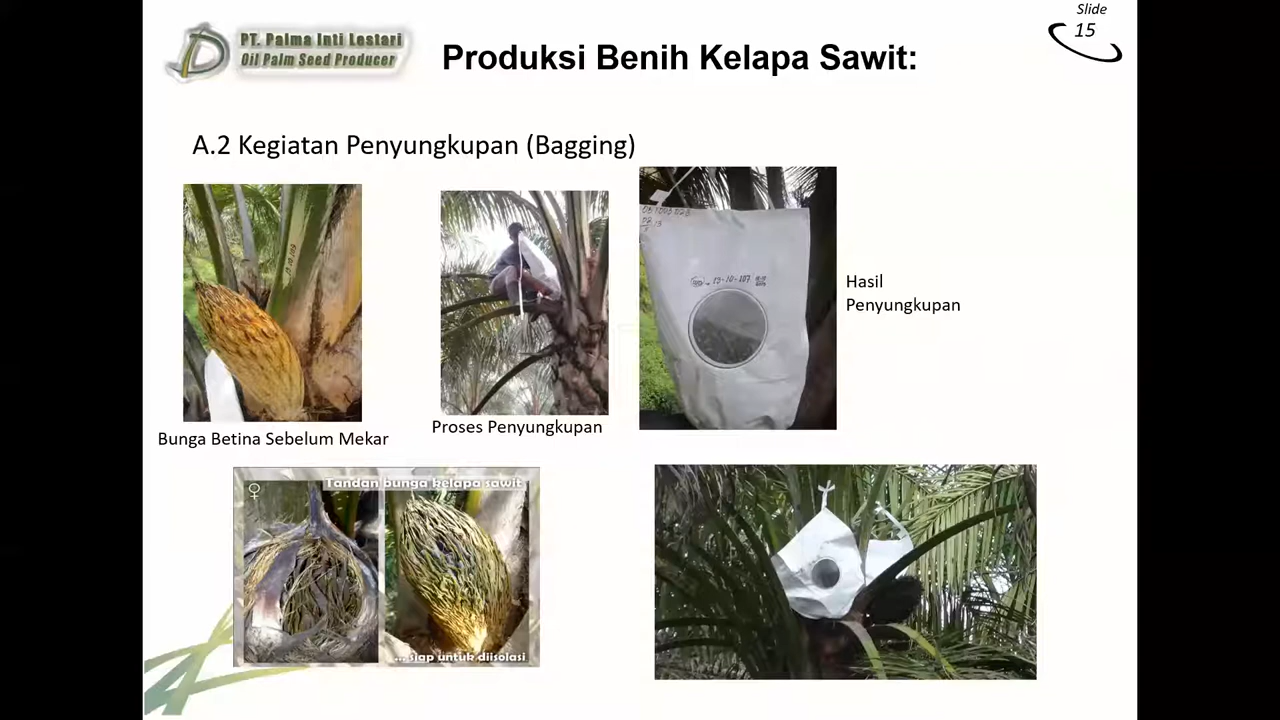 PT. Palma Inti Lestari
Oil Palm Seed Producer
Produksi Benih Kelapa Sawit:
Slide
15
A.2 Kegiatan Penyungkupan (Bagging)
Hasil
Penyungkupan
Bunga Betina Sebelum Mekar
Proses Penyungkupan
Tandan bunga kelapa sawit
... siap untuk diisolasi